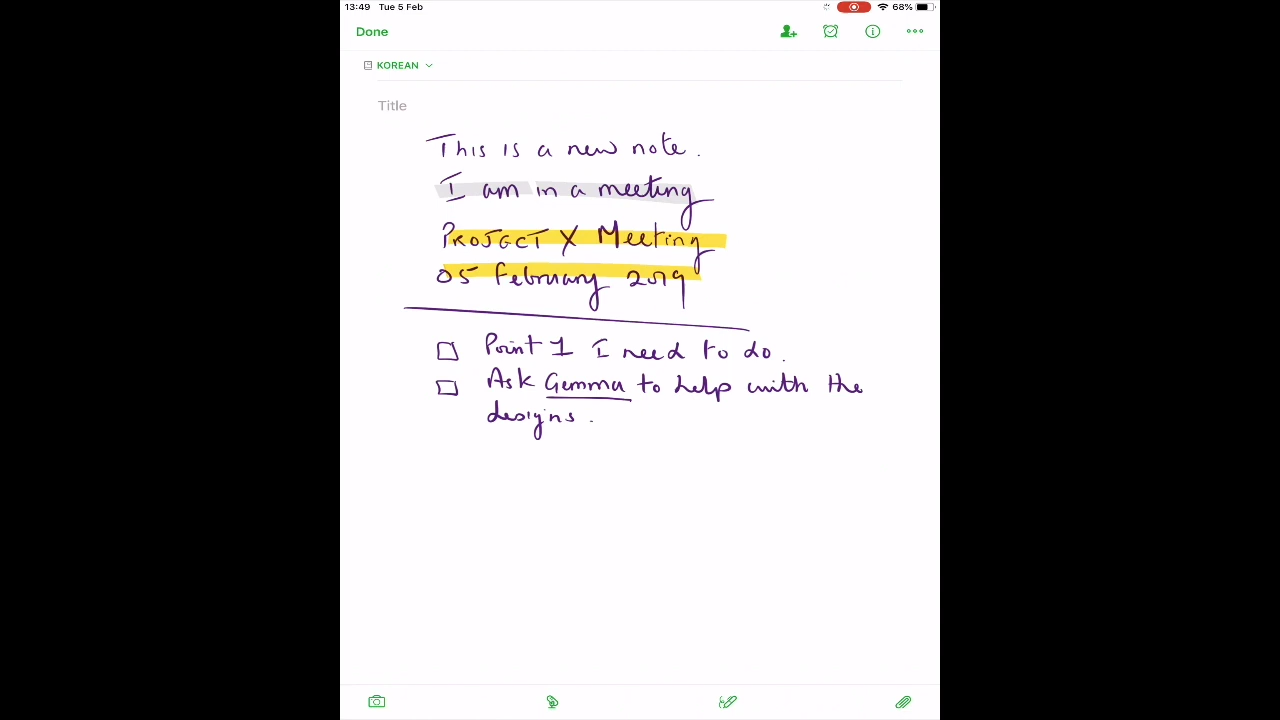 13:49 Tue 5 Feb 68%
Done
KOREAN
Title
This is a new note.
I am in a meeting
PROJECT X Meeting
05 February 2019
Point 1 I need to do.
Ask Gemma to help with the
designs.